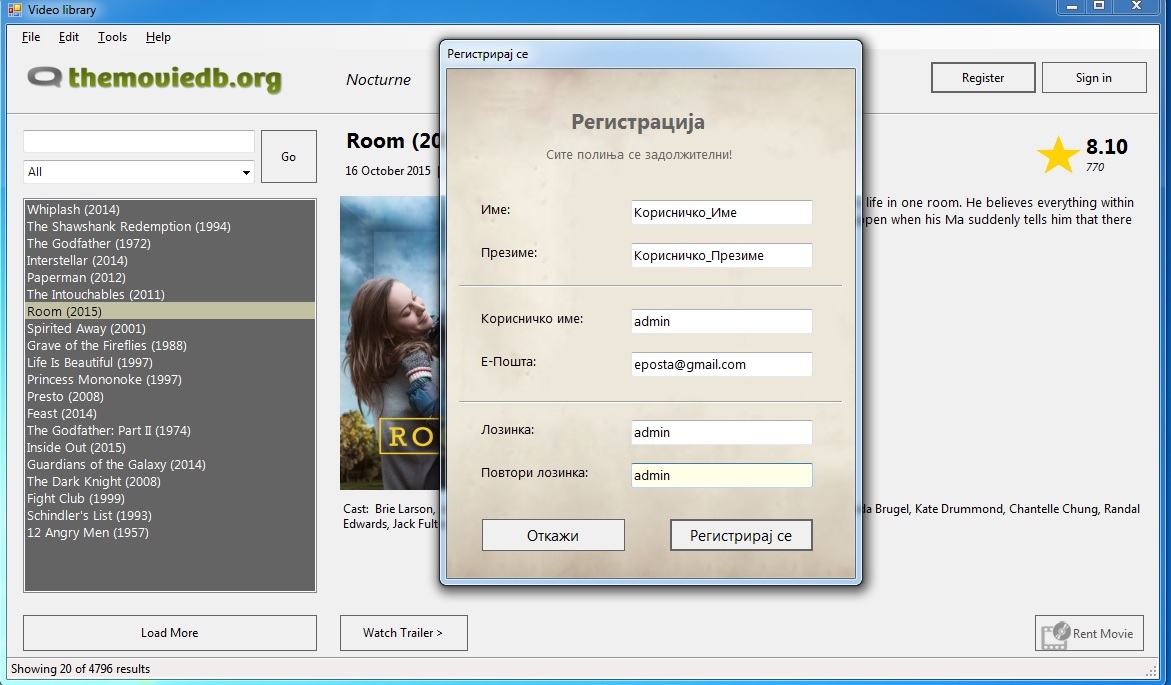 Video library
File Edit Tools Help
themoviedb.org
Nocturne
Register
Sign in
Go
All
Whiplash (2014)
The Shawshank Redemption (1994)
The Godfather (1972)
Interstellar (2014)
Paperman (2012)
The Intouchables (2011)
Room (2015)
Spirited Away (2001)
Grave of the Fireflies (1988)
Life Is Beautiful (1997)
Princess Mononoke (1997)
Presto (2008)
Feast (2014)
The Godfather: Part II (1974)
Inside Out (2015)
Guardians of the Galaxy (2014)
The Dark Knight (2008)
Fight Club (1999)
Schindler's List (1993)
12 Angry Men (1957)
Load More
Showing 20 of 4796 results
Room (20
16 October 2015 |
8.10
770
life in one room. He believes everything within
pen when his Ma suddenly tells him that there
RO
Cast: Brie Larson,
da Brugel, Kate Drummond, Chantelle Chung, Randal
Edwards, Jack Fult
Watch Trailer >
Rent Movie
Регистрирај се
Регистрација
Сите полиња се задолжителни!
Име: Корисничко_Име
Презиме: Корисничко_Презиме
Корисничко име: admin
Е-Пошта: eposta@gmail.com
Лозинка: admin
Повтори лозинка: admin
Откажи
Регистрирај се